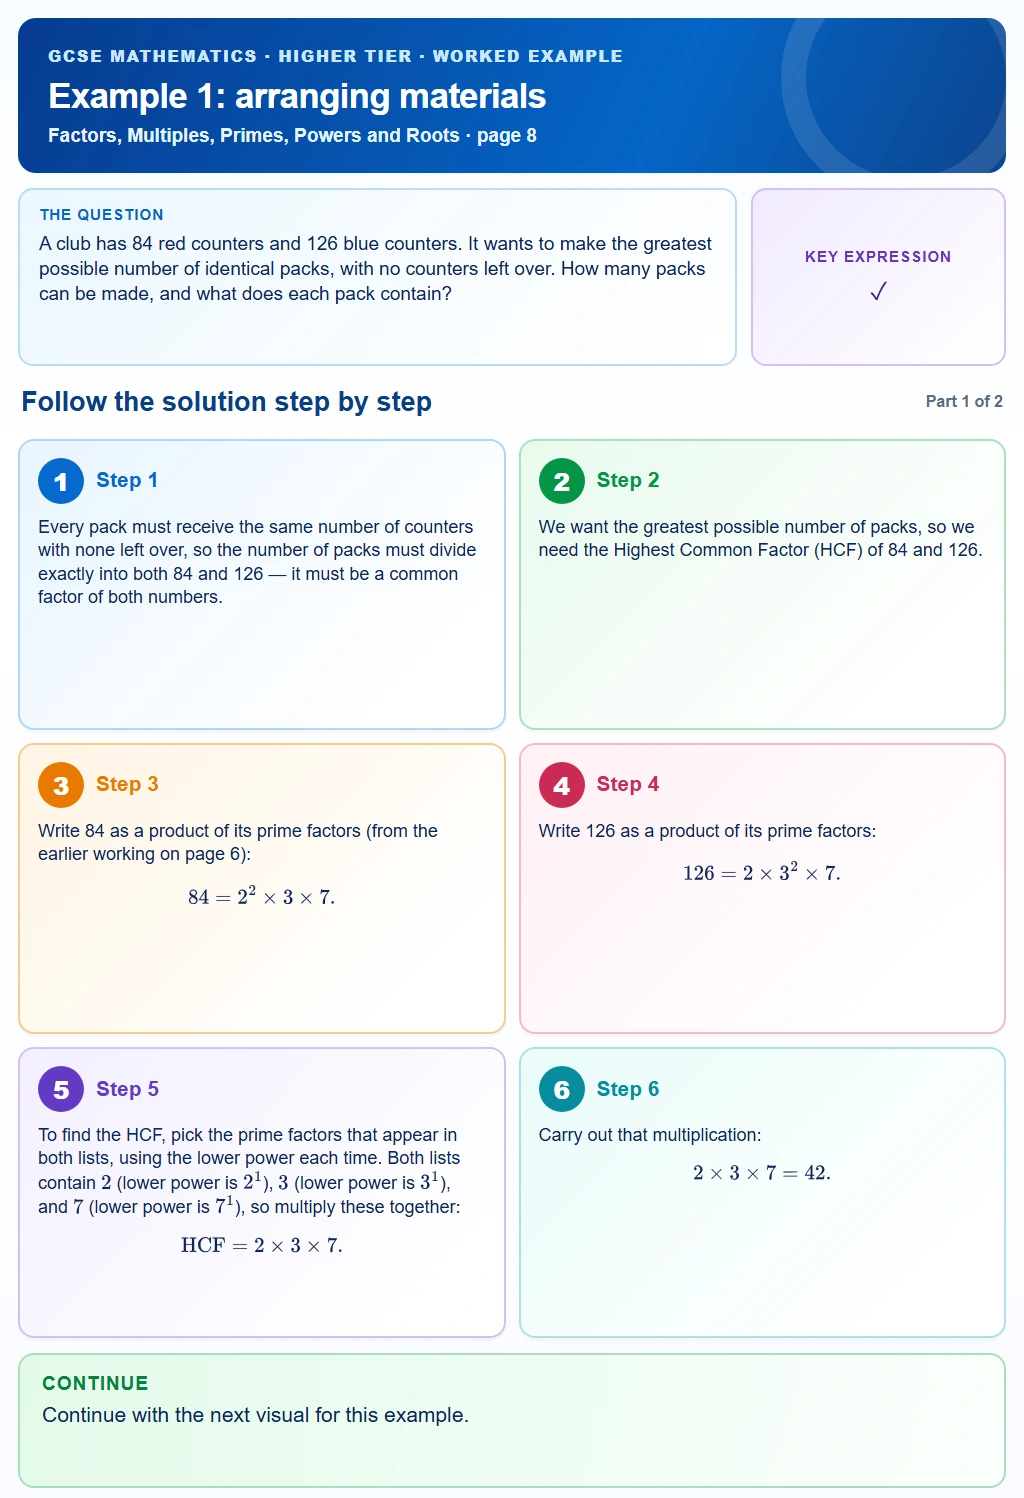 GCSE MATHEMATICS · HIGHER TIER · WORKED EXAMPLE
Example 1: arranging materials
Factors, Multiples, Primes, Powers and Roots · page 8
THE QUESTION
A club has 84 red counters and 126 blue counters. It wants to make the greatest
possible number of identical packs, with no counters left over. How many packs
can be made, and what does each pack contain?
KEY EXPRESSION
✓
Follow the solution step by step
Part 1 of 2
1 Step 1
Every pack must receive the same number of counters
with none left over, so the number of packs must divide
exactly into both 84 and 126 — it must be a common
factor of both numbers.
2 Step 2
We want the greatest possible number of packs, so we
need the Highest Common Factor (HCF) of 84 and 126.
3 Step 3
Write 84 as a product of its prime factors (from the
earlier working on page 6):
84 = 2² × 3 × 7.
4 Step 4
Write 126 as a product of its prime factors:
126 = 2 × 3² × 7.
5 Step 5
To find the HCF, pick the prime factors that appear in
both lists, using the lower power each time. Both lists
contain 2 (lower power is 2¹), 3 (lower power is 3¹),
and 7 (lower power is 7¹), so multiply these together:
HCF = 2 × 3 × 7.
6 Step 6
Carry out that multiplication:
2 × 3 × 7 = 42.
CONTINUE
Continue with the next visual for this example.